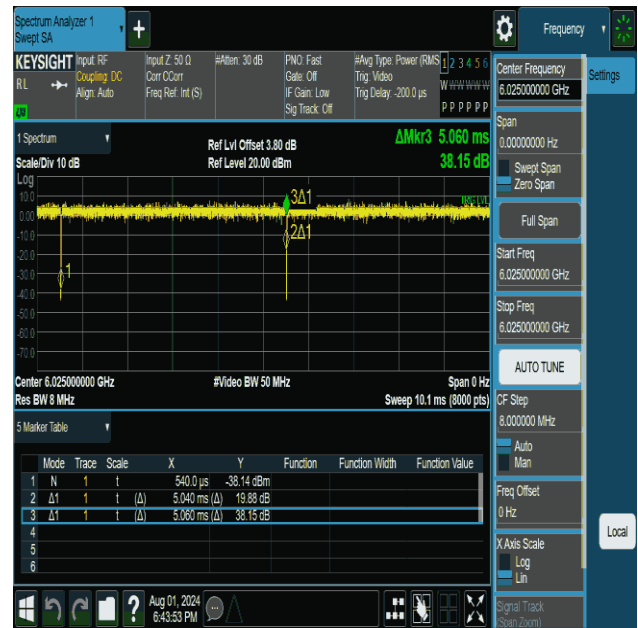 Spectrum Analyzer 1
Swept SA
Frequency
KEYSIGHT
RL
Input: RF
Coupling: DC
Align: Auto
Input Z: 50 Ω
Corr CCorr
Freq Ref: Int (S)
#Atten: 30 dB
PNO: Fast
Gate: Off
IF Gain: Low
Sig Track: Off
#Avg Type: Power (RMS
Trig: Video
Trig Delay: -200.0 µs
1 2 3 4 5 6
W W W W W W
P P P P P P
Center Frequency
6.025000000 GHz
Settings
Span
0.00000000 Hz
Swept Span
Zero Span
Full Span
Start Freq
6.025000000 GHz
Stop Freq
6.025000000 GHz
AUTO TUNE
CF Step
8.000000 MHz
Auto
Man
Freq Offset
0 Hz
X Axis Scale
Log
Lin
Signal Track
(Span Zoom)
Local
1 Spectrum
Scale/Div 10 dB
Ref Lvl Offset 3.80 dB
Ref Level 20.00 dBm
ΔMkr3 5.060 ms
38.15 dB
Log
10.0
0.00
-10.0
-20.0
-30.0
-40.0
-50.0
-60.0
-70.0
3Δ1
TRIG LVL
2Δ1
1
Center 6.025000000 GHz
#Video BW 50 MHz
Span 0 Hz
Res BW 8 MHz
Sweep 10.1 ms (8000 pts)
5 Marker Table
Mode Trace Scale X Y Function Function Width Function Value
1 N 1 t 540.0 µs -38.14 dBm
2 Δ1 1 t (Δ) 5.040 ms (Δ) 19.88 dB
3 Δ1 1 t (Δ) 5.060 ms (Δ) 38.15 dB
4
5
6
?
Aug 01, 2024
6:43:53 PM